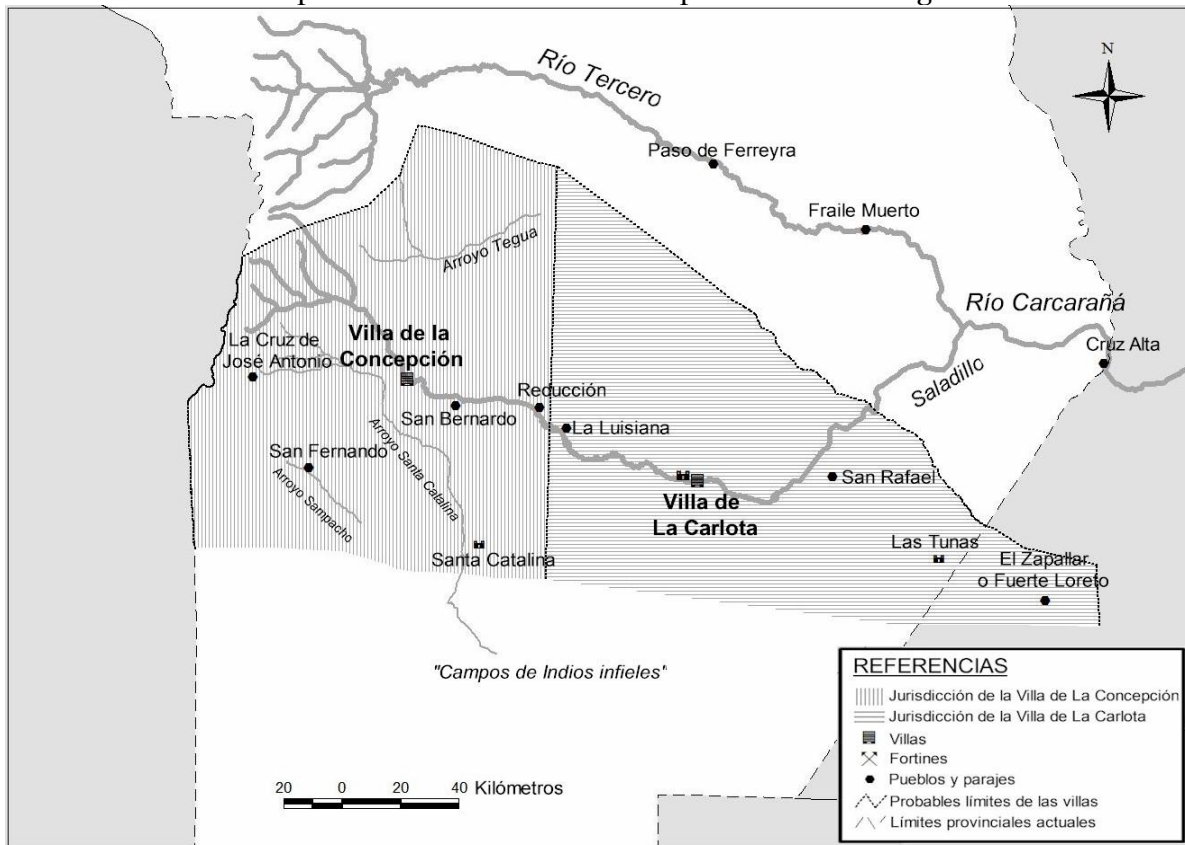 N
Río Tercero
Paso de Ferreyra
Fraile Muerto
Arroyo Tegua
Río Carcarañá
Cruz Alta
Saladillo
La Cruz de
José Antonio
Villa de la
Concepción
San Bernardo
Reducción
La Luisiana
San Fernando
Arroyo Santa Catalina
Arroyo Sampacho
San Rafael
Villa de
La Carlota
Santa Catalina
Las Tunas
El Zapallar
o Fuerte Loreto
"Campos de Indios infieles"
20 0 20 40 Kilómetros
REFERENCIAS
Jurisdicción de la Villa de La Concepción
Jurisdicción de la Villa de La Carlota
Villas
Fortines
Pueblos y parajes
Probables límites de las villas
Límites provinciales actuales